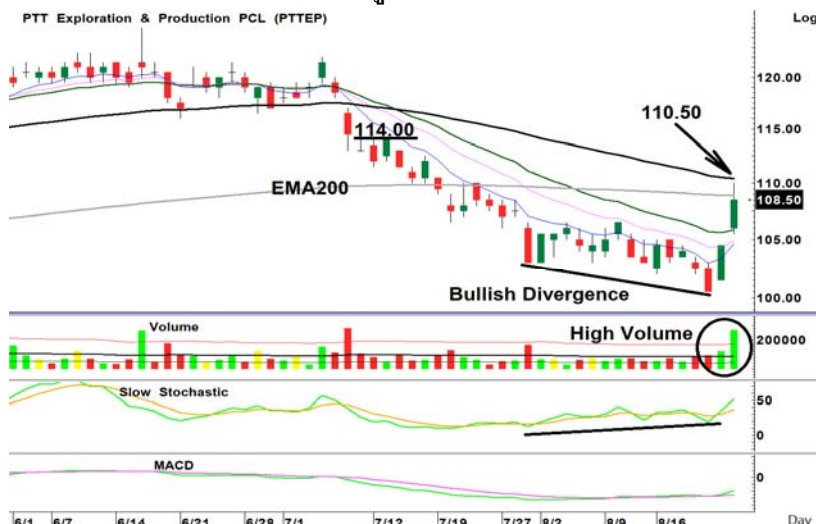 PTT Exploration & Production PCL (PTTEP)
Log
120.00
110.50
115.00
114.00
110.00
EMA200
108.50
105.00
Bullish Divergence
100.00
Volume
High Volume
200000
Slow Stochastic
50
0
MACD
0
6/1 6/7 6/14 6/21 6/28 7/1 7/12 7/19 7/27 8/2 8/9 8/16 Day